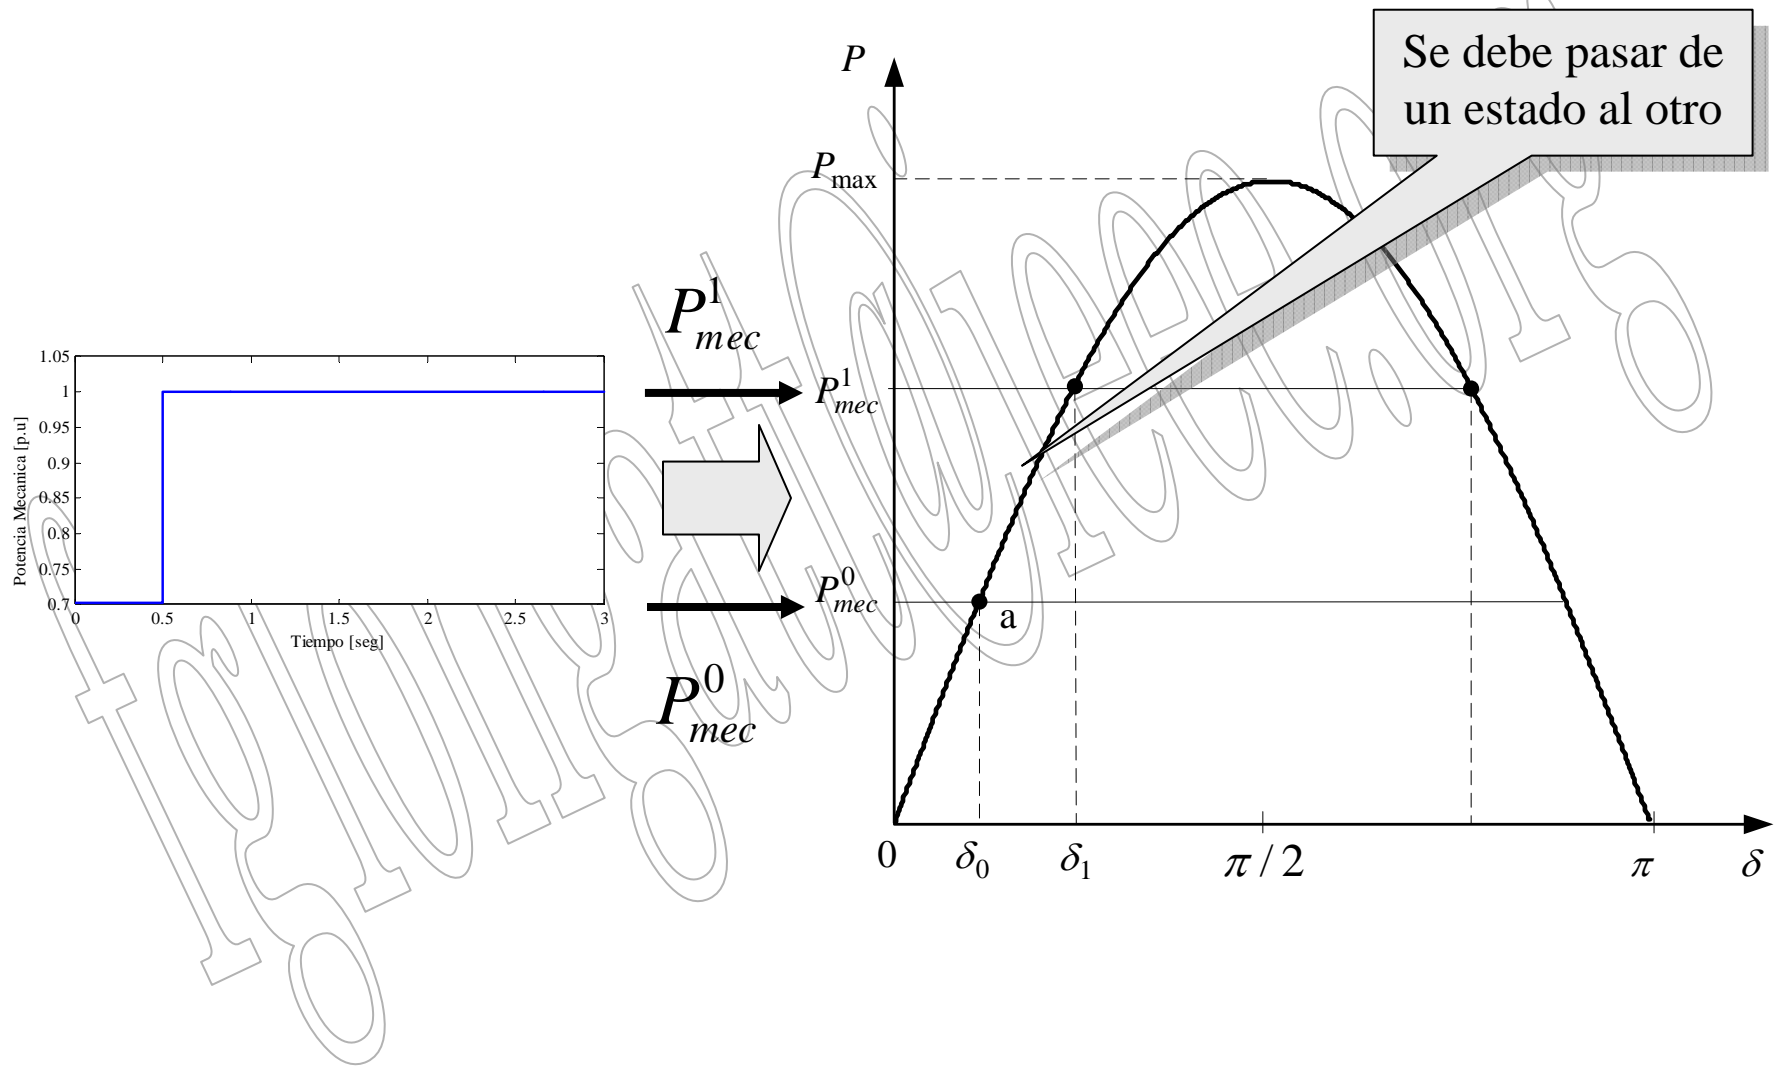 Se debe pasar de
un estado al otro
P
P_max
P^1_mec
P^1_mec
P^0_mec
P^0_mec
a
0
δ_0
δ_1
π / 2
π
δ
1.05
1
0.95
0.9
0.85
0.8
0.75
0.7
Potencia Mecanica [p.u]
0
0.5
1
1.5
2
2.5
3
Tiempo [seg]